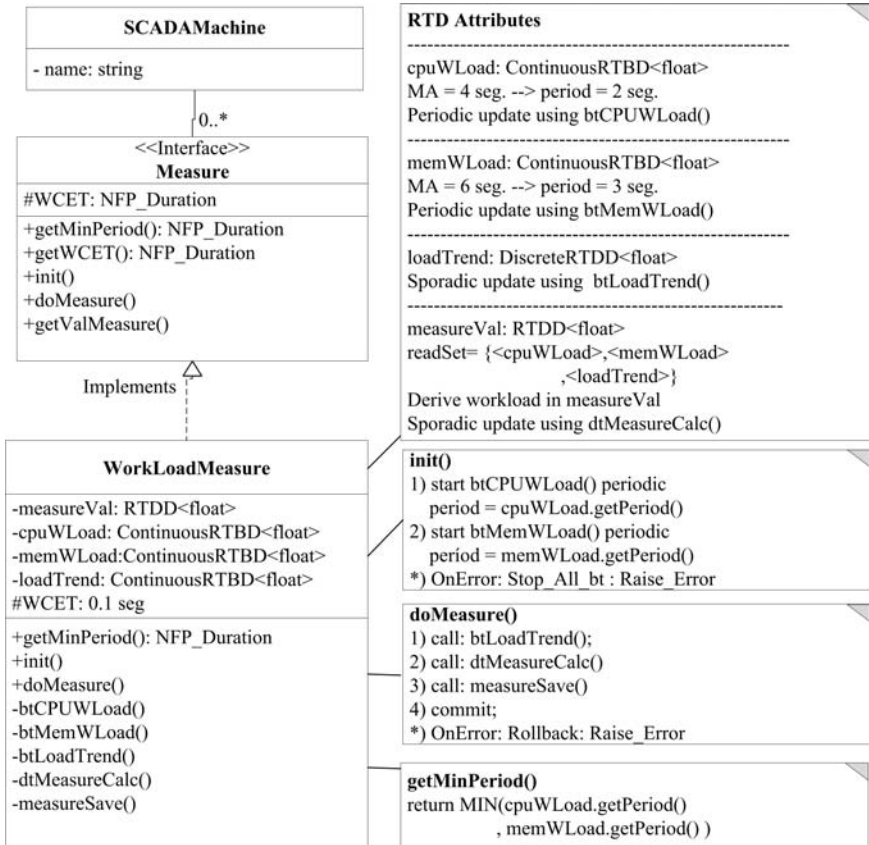 SCADAMachine
- name: string
0..*
<<Interface>>
Measure
#WCET: NFP_Duration
+getMinPeriod(): NFP_Duration
+getWCET(): NFP_Duration
+init()
+doMeasure()
+getValMeasure()
Implements
WorkLoadMeasure
-measureVal: RTDD<float>
-cpuWLoad: ContinuousRTBD<float>
-memWLoad:ContinuousRTBD<float>
-loadTrend: ContinuousRTBD<float>
#WCET: 0.1 seg
+getMinPeriod(): NFP_Duration
+init()
+doMeasure()
-btCPUWLoad()
-btMemWLoad()
-btLoadTrend()
-dtMeasureCalc()
-measureSave()
RTD Attributes
------------------------------------------------------------
cpuWLoad: ContinuousRTBD<float>
MA = 4 seg. --> period = 2 seg.
Periodic update using btCPUWLoad()
------------------------------------------------------------
memWLoad: ContinuousRTBD<float>
MA = 6 seg. --> period = 3 seg.
Periodic update using btMemWLoad()
------------------------------------------------------------
loadTrend: DiscreteRTDD<float>
Sporadic update using btLoadTrend()
------------------------------------------------------------
measureVal: RTDD<float>
readSet= {<cpuWLoad>,<memWLoad>
,<loadTrend>}
Derive workload in measureVal
Sporadic update using dtMeasureCalc()
init()
1) start btCPUWLoad() periodic
period = cpuWLoad.getPeriod()
2) start btMemWLoad() periodic
period = memWLoad.getPeriod()
*) OnError: Stop_All_bt : Raise_Error
doMeasure()
1) call: btLoadTrend();
2) call: dtMeasureCalc()
3) call: measureSave()
4) commit;
*) OnError: Rollback: Raise_Error
getMinPeriod()
return MIN(cpuWLoad.getPeriod()
, memWLoad.getPeriod() )